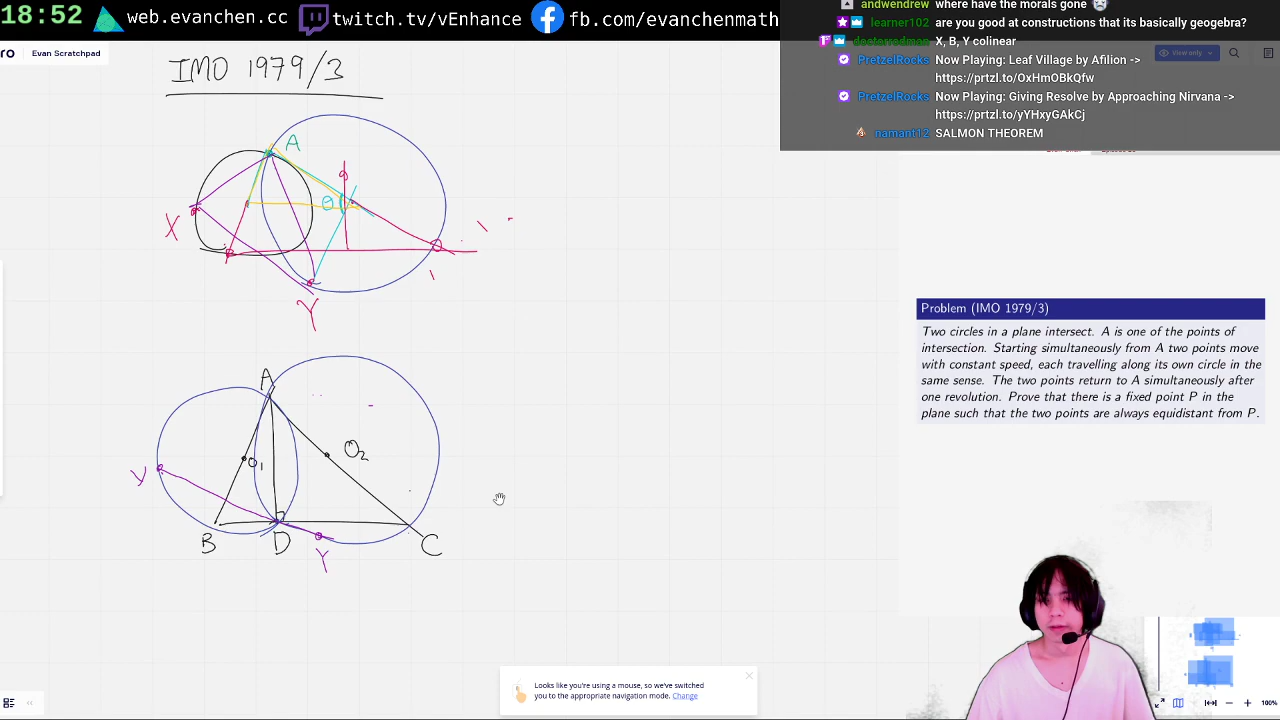 18:52
web.evanchen.cc
twitch.tv/vEnhance
fb.com/evanchenmath
andwendrew where have the morals gone
learner102 are you good at constructions that its basically geogebra?
doctorredman X, B, Y colinear
PretzelRocks Now Playing: Leaf Village by Afilion ->
https://prtzl.to/OxHmOBkQfw
PretzelRocks Now Playing: Giving Resolve by Approaching Nirvana ->
https://prtzl.to/yYHxyGAkCj
namant12 SALMON THEOREM
ro
Evan Scratchpad
View only
IMO 1979/3
A
θ
X
Y
A
O₂
O₁
Y
B
D
C
Y
Problem (IMO 1979/3)
Two circles in a plane intersect. A is one of the points of
intersection. Starting simultaneously from A two points move
with constant speed, each travelling along its own circle in the
same sense. The two points return to A simultaneously after
one revolution. Prove that there is a fixed point P in the
plane such that the two points are always equidistant from P.
Looks like you're using a mouse, so we've switched
you to the appropriate navigation mode. Change
100%